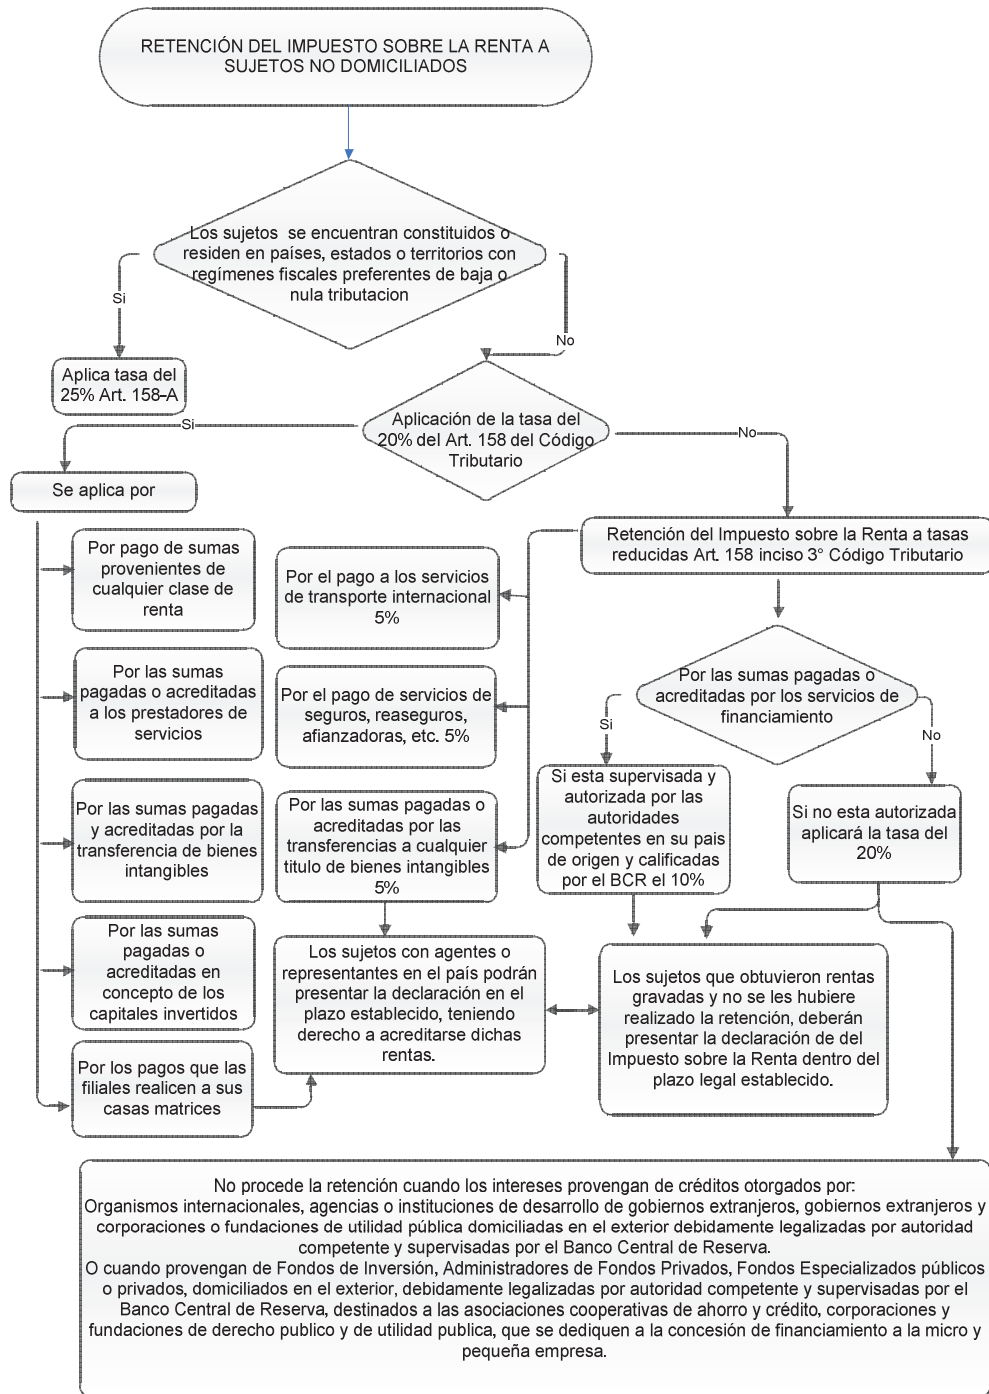 RETENCIÓN DEL IMPUESTO SOBRE LA RENTA A
SUJETOS NO DOMICILIADOS
Los sujetos se encuentran constituidos o
residen en países, estados o territorios con
regímenes fiscales preferentes de baja o
nula tributacion
Si
No
Aplica tasa del
25% Art. 158-A
Aplicación de la tasa del
20% del Art. 158 del Código
Tributario
Si
No
Se aplica por
Retención del Impuesto sobre la Renta a tasas
reducidas Art. 158 inciso 3° Código Tributario
Por pago de sumas
provenientes de
cualquier clase de
renta
Por las sumas
pagadas o acreditadas
a los prestadores de
servicios
Por las sumas pagadas
y acreditadas por la
transferencia de bienes
intangibles
Por las sumas
pagadas o
acreditadas en
concepto de los
capitales invertidos
Por los pagos que las
filiales realicen a sus
casas matrices
Por el pago a los servicios
de transporte internacional
5%
Por el pago de servicios de
seguros, reaseguros,
afianzadoras, etc. 5%
Por las sumas pagadas o
acreditadas por las
transferencias a cualquier
titulo de bienes intangibles
5%
Por las sumas pagadas o
acreditadas por los servicios
de financiamiento
Si
No
Si esta supervisada y
autorizada por las
autoridades
competentes en su pais
de origen y calificadas
por el BCR el 10%
Si no esta autorizada
aplicará la tasa del
20%
Los sujetos con agentes o
representantes en el país podrán
presentar la declaración en el
plazo establecido, teniendo
derecho a acreditarse dichas
rentas.
Los sujetos que obtuvieron rentas
gravadas y no se les hubiere
realizado la retención, deberán
presentar la declaración de del
Impuesto sobre la Renta dentro del
plazo legal establecido.
No procede la retención cuando los intereses provengan de créditos otorgados por:
Organismos internacionales, agencias o instituciones de desarrollo de gobiernos extranjeros, gobiernos extranjeros y
corporaciones o fundaciones de utilidad pública domiciliadas en el exterior debidamente legalizadas por autoridad
competente y supervisadas por el Banco Central de Reserva.
O cuando provengan de Fondos de Inversión, Administradores de Fondos Privados, Fondos Especializados públicos
o privados, domiciliados en el exterior, debidamente legalizadas por autoridad competente y supervisadas por el
Banco Central de Reserva, destinados a las asociaciones cooperativas de ahorro y crédito, corporaciones y
fundaciones de derecho publico y de utilidad publica, que se dediquen a la concesión de financiamiento a la micro y
pequeña empresa.